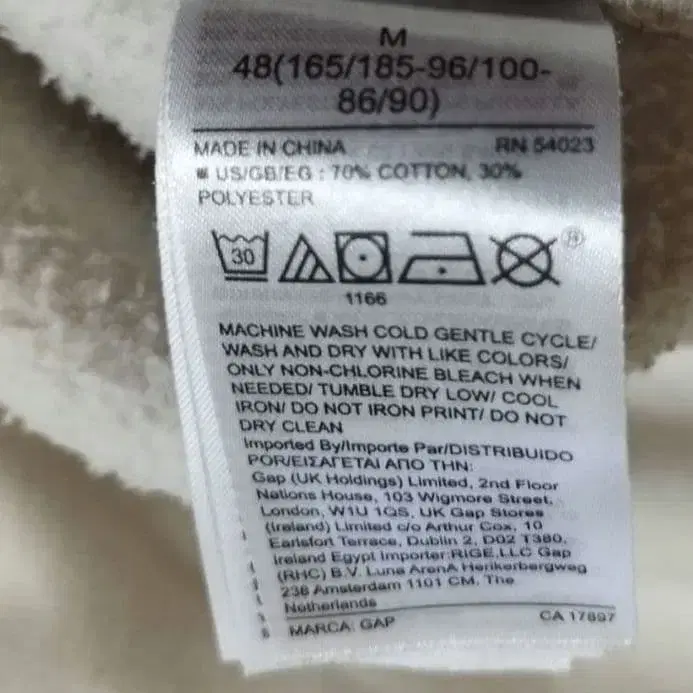 M
48(165/185-96/100-
86/90)
MADE IN CHINA RN 54023
US/GB/EG : 70% COTTON, 30%
POLYESTER
30
®
1166
MACHINE WASH COLD GENTLE CYCLE/
WASH AND DRY WITH LIKE COLORS/
ONLY NON-CHLORINE BLEACH WHEN
NEEDED/ TUMBLE DRY LOW/ COOL
IRON/ DO NOT IRON PRINT/ DO NOT
DRY CLEAN
Imported By/Importe Par/DISTRIBUIDO
POR/ΕΙΣΑΓΕΤΑΙ ΑΠΟ ΤΗΝ:
Gap (UK Holdings) Limited, 2nd Floor
Nations House, 103 Wigmore Street,
London, W1U 1QS, UK Gap Stores
(Ireland) Limited c/o Arthur Cox, 10
Earlsfort Terrace, Dublin 2, D02 T380,
Ireland Egypt Importer:RIGE,LLC Gap
(RHC) B.V. Luna ArenA Herikerbergweg
238 Amsterdam 1101 CM, The
Netherlands
MARCA: GAP CA 17897